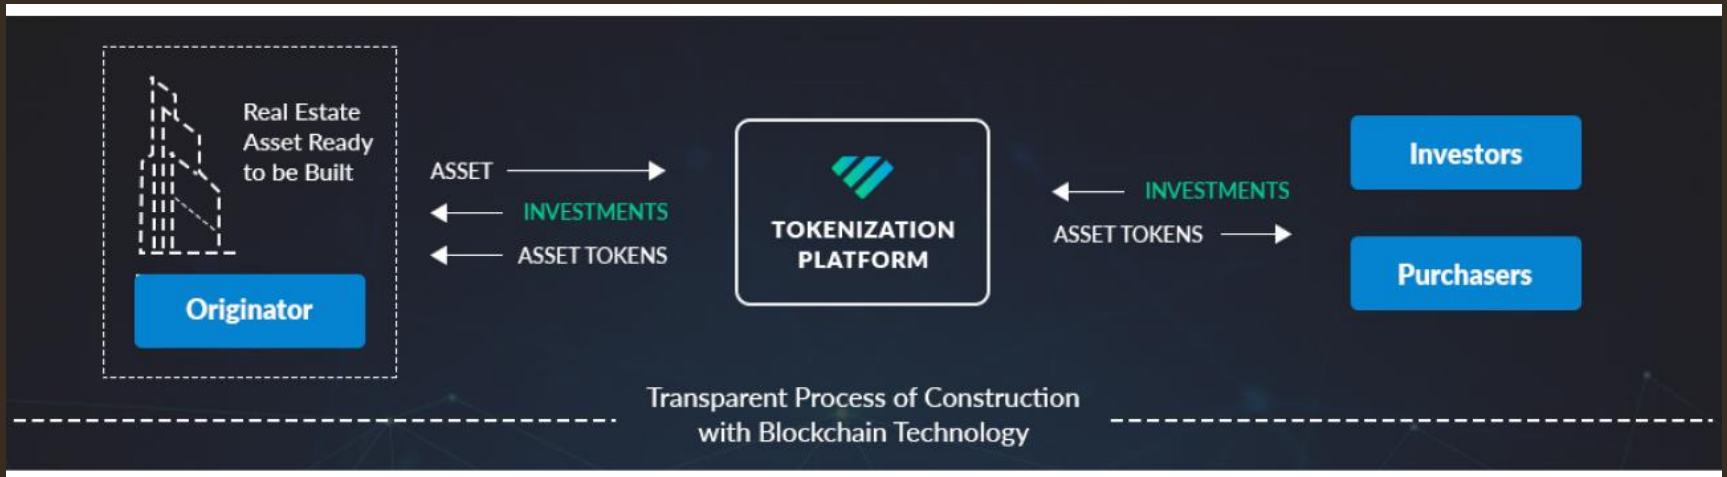 Real Estate
Asset Ready
to be Built
Originator
ASSET
INVESTMENTS
ASSET TOKENS
TOKENIZATION
PLATFORM
INVESTMENTS
ASSET TOKENS
Investors
Purchasers
Transparent Process of Construction
with Blockchain Technology